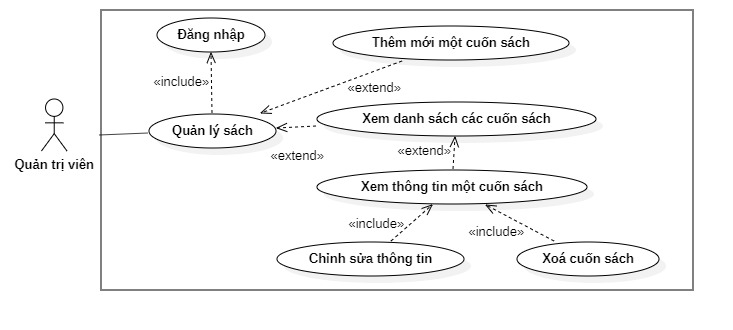 Đăng nhập
Thêm mới một cuốn sách
«include»
«extend»
Xem danh sách các cuốn sách
Quản lý sách
«extend»
«extend»
Quản trị viên
Xem thông tin một cuốn sách
«include»
«include»
Chỉnh sửa thông tin
Xoá cuốn sách